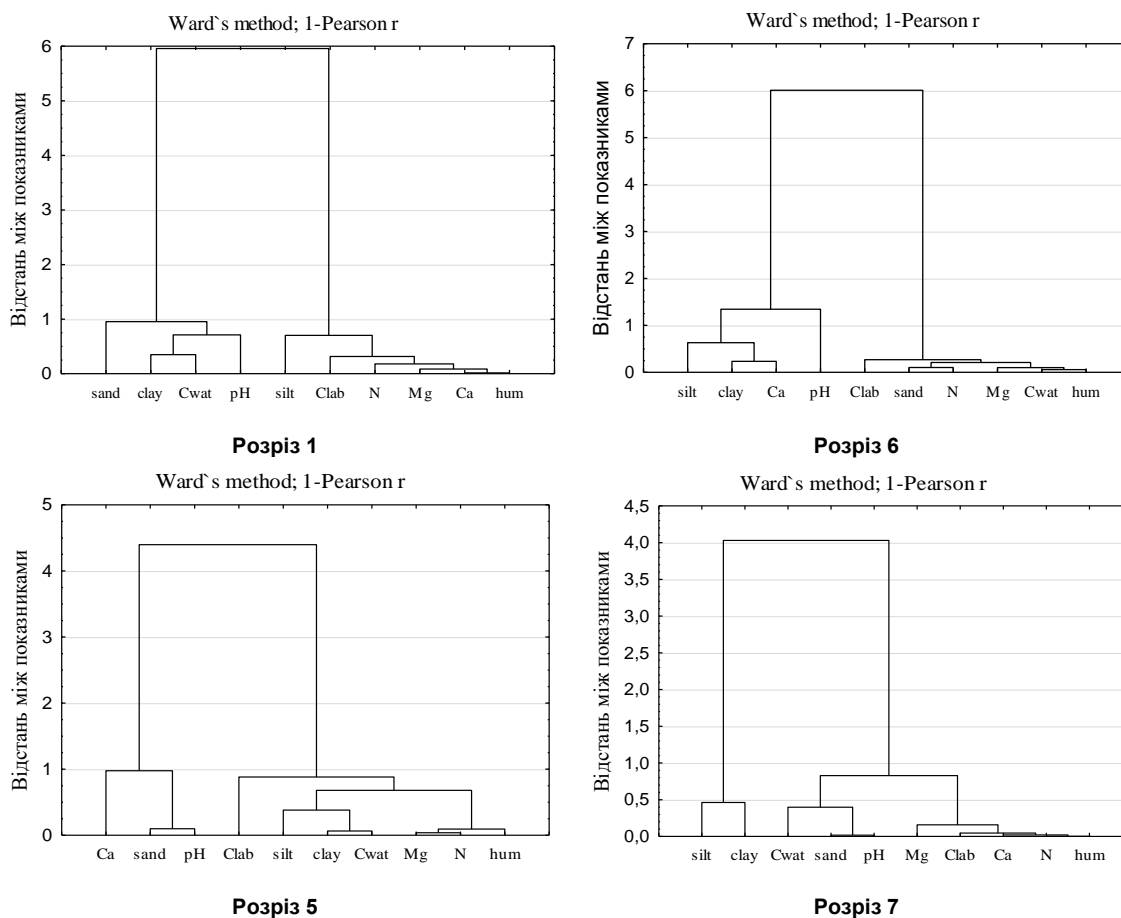 Ward`s method; 1-Pearson r
Відстань між показниками
6
5
4
3
2
1
0
sand clay Cwat pH silt Clab N Mg Ca hum
Розріз 1
Ward`s method; 1-Pearson r
Відстань між показниками
7
6
5
4
3
2
1
0
silt clay Ca pH Clab sand N Mg Cwat hum
Розріз 6
Ward`s method; 1-Pearson r
Відстань між показниками
5
4
3
2
1
0
Ca sand pH Clab silt clay Cwat Mg N hum
Розріз 5
Ward`s method; 1-Pearson r
Відстань між показниками
4,5
4,0
3,5
3,0
2,5
2,0
1,5
1,0
0,5
0,0
silt clay Cwat sand pH Mg Clab Ca N hum
Розріз 7